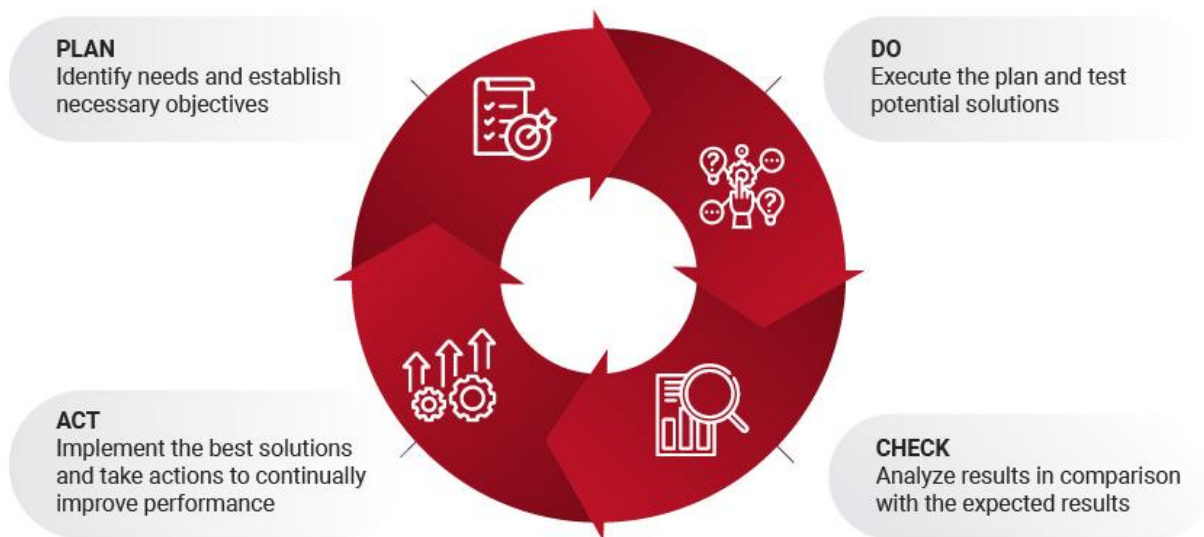 PLAN
Identify needs and establish
necessary objectives
DO
Execute the plan and test
potential solutions
ACT
Implement the best solutions
and take actions to continually
improve performance
CHECK
Analyze results in comparison
with the expected results